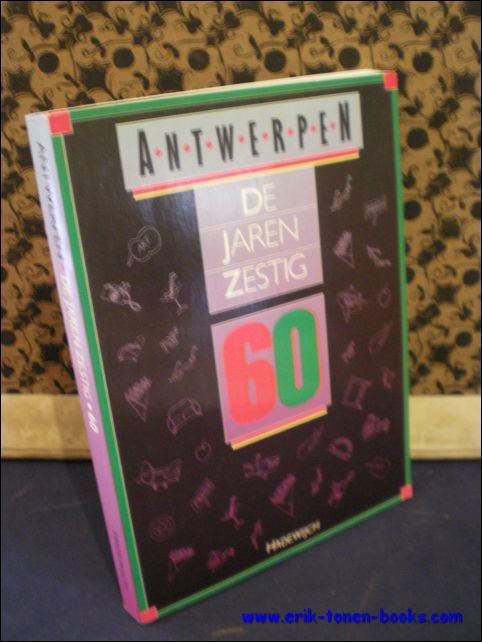 ANTWERPEN
DE
JAREN
ZESTIG
60
HADEWIJCH
ANTWERPEN DE JAREN ZESTIG 60
www.erik-tonen-books.com